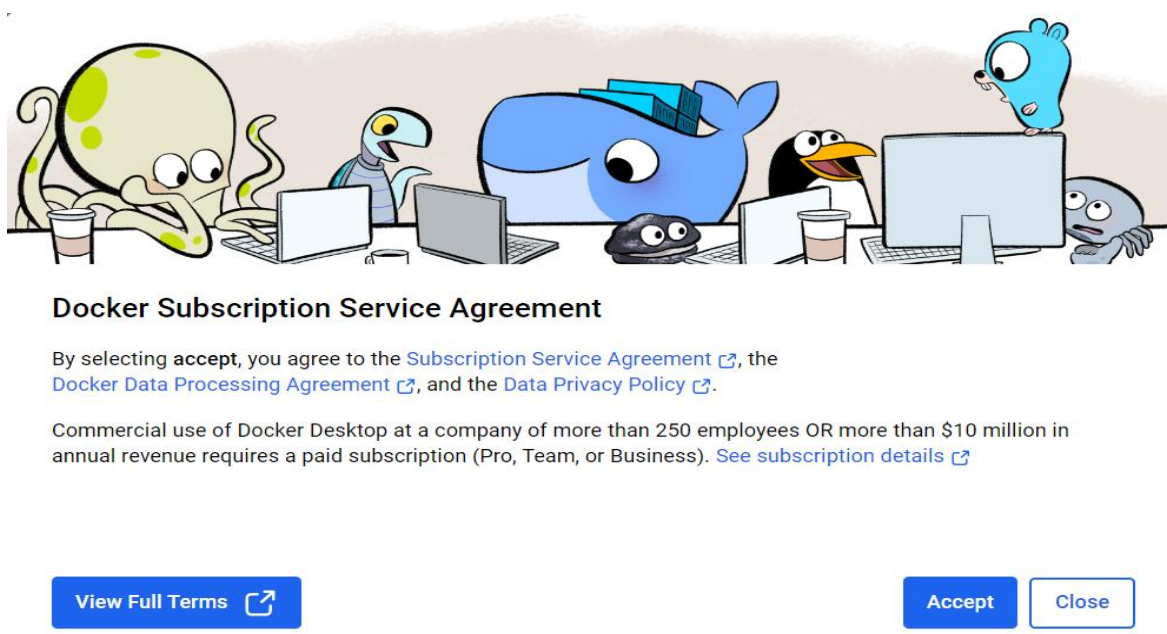 Docker Subscription Service Agreement
By selecting accept, you agree to the Subscription Service Agreement, the
Docker Data Processing Agreement, and the Data Privacy Policy.
Commercial use of Docker Desktop at a company of more than 250 employees OR more than $10 million in
annual revenue requires a paid subscription (Pro, Team, or Business). See subscription details
View Full Terms
Accept
Close